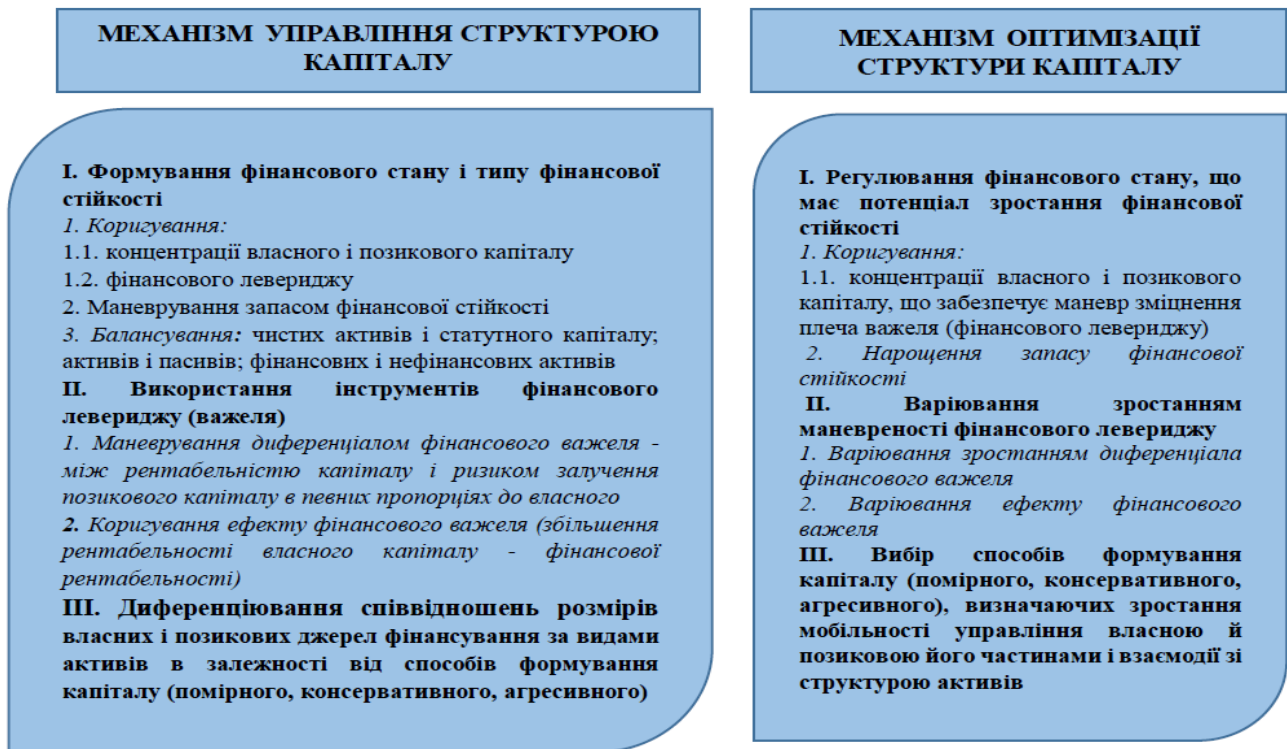 МЕХАНІЗМ УПРАВЛІННЯ СТРУКТУРОЮ
КАПІТАЛУ
І. Формування фінансового стану і типу фінансової
стійкості
1. Коригування:
1.1. концентрації власного і позикового капіталу
1.2. фінансового левериджу
2. Маневрування запасом фінансової стійкості
3. Балансування: чистих активів і статутного капіталу;
активів і пасивів; фінансових і нефінансових активів
ІІ. Використання інструментів фінансового
левериджу (важеля)
1. Маневрування диференціалом фінансового важеля -
між рентабельністю капіталу і ризиком залучення
позикового капіталу в певних пропорціях до власного
2. Коригування ефекту фінансового важеля (збільшення
рентабельності власного капіталу - фінансової
рентабельності)
ІІІ. Диференціювання співвідношень розмірів
власних і позикових джерел фінансування за видами
активів в залежності від способів формування
капіталу (помірного, консервативного, агресивного)
МЕХАНІЗМ ОПТИМІЗАЦІЇ
СТРУКТУРИ КАПІТАЛУ
І. Регулювання фінансового стану, що
має потенціал зростання фінансової
стійкості
1. Коригування:
1.1. концентрації власного і позикового
капіталу, що забезпечує маневр зміцнення
плеча важеля (фінансового левериджу)
2. Нарощення запасу фінансової
стійкості
ІІ. Варіювання зростанням
маневреності фінансового левериджу
1. Варіювання зростанням диференціала
фінансового важеля
2. Варіювання ефекту фінансового
важеля
ІІІ. Вибір способів формування
капіталу (помірного, консервативного,
агресивного), визначаючих зростання
мобільності управління власною й
позиковою його частинами і взаємодії зі
структурою активів